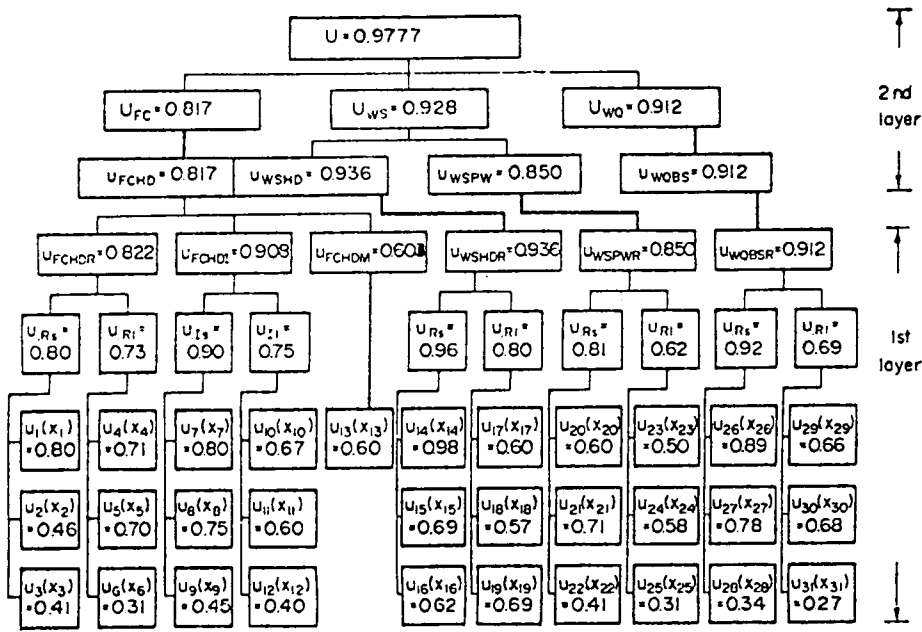 U = 0.9777
2nd layer
U_FC = 0.817
U_WS = 0.928
U_WQ = 0.912
u_FCHD = 0.817
u_WSHD = 0.936
u_WSPW = 0.850
u_WQBS = 0.912
u_FCHDR = 0.822
u_FCHDI = 0.908
u_FCHDM = 0.603
u_WSHDR = 0.936
u_WSPWR = 0.850
u_WQBSR = 0.912
1st layer
u_Rs = 0.80
u_Rl = 0.73
u_Is = 0.90
u_Il = 0.75
u_Rs = 0.96
u_Rl = 0.80
u_Rs = 0.81
u_Rl = 0.62
u_Rs = 0.92
u_Rl = 0.69
u1(x1) = 0.80
u4(x4) = 0.71
u7(x7) = 0.80
u10(x10) = 0.67
u13(x13) = 0.60
u14(x14) = 0.98
u17(x17) = 0.60
u20(x20) = 0.60
u23(x23) = 0.50
u26(x26) = 0.89
u29(x29) = 0.66
u2(x2) = 0.46
u5(x5) = 0.70
u8(x8) = 0.75
u11(x11) = 0.60
u15(x15) = 0.69
u18(x18) = 0.57
u21(x21) = 0.71
u24(x24) = 0.58
u27(x27) = 0.78
u30(x30) = 0.68
u3(x3) = 0.41
u6(x6) = 0.31
u9(x9) = 0.45
u12(x12) = 0.40
u16(x16) = 0.62
u19(x19) = 0.69
u22(x22) = 0.41
u25(x25) = 0.31
u28(x28) = 0.34
u31(x31) = 0.27